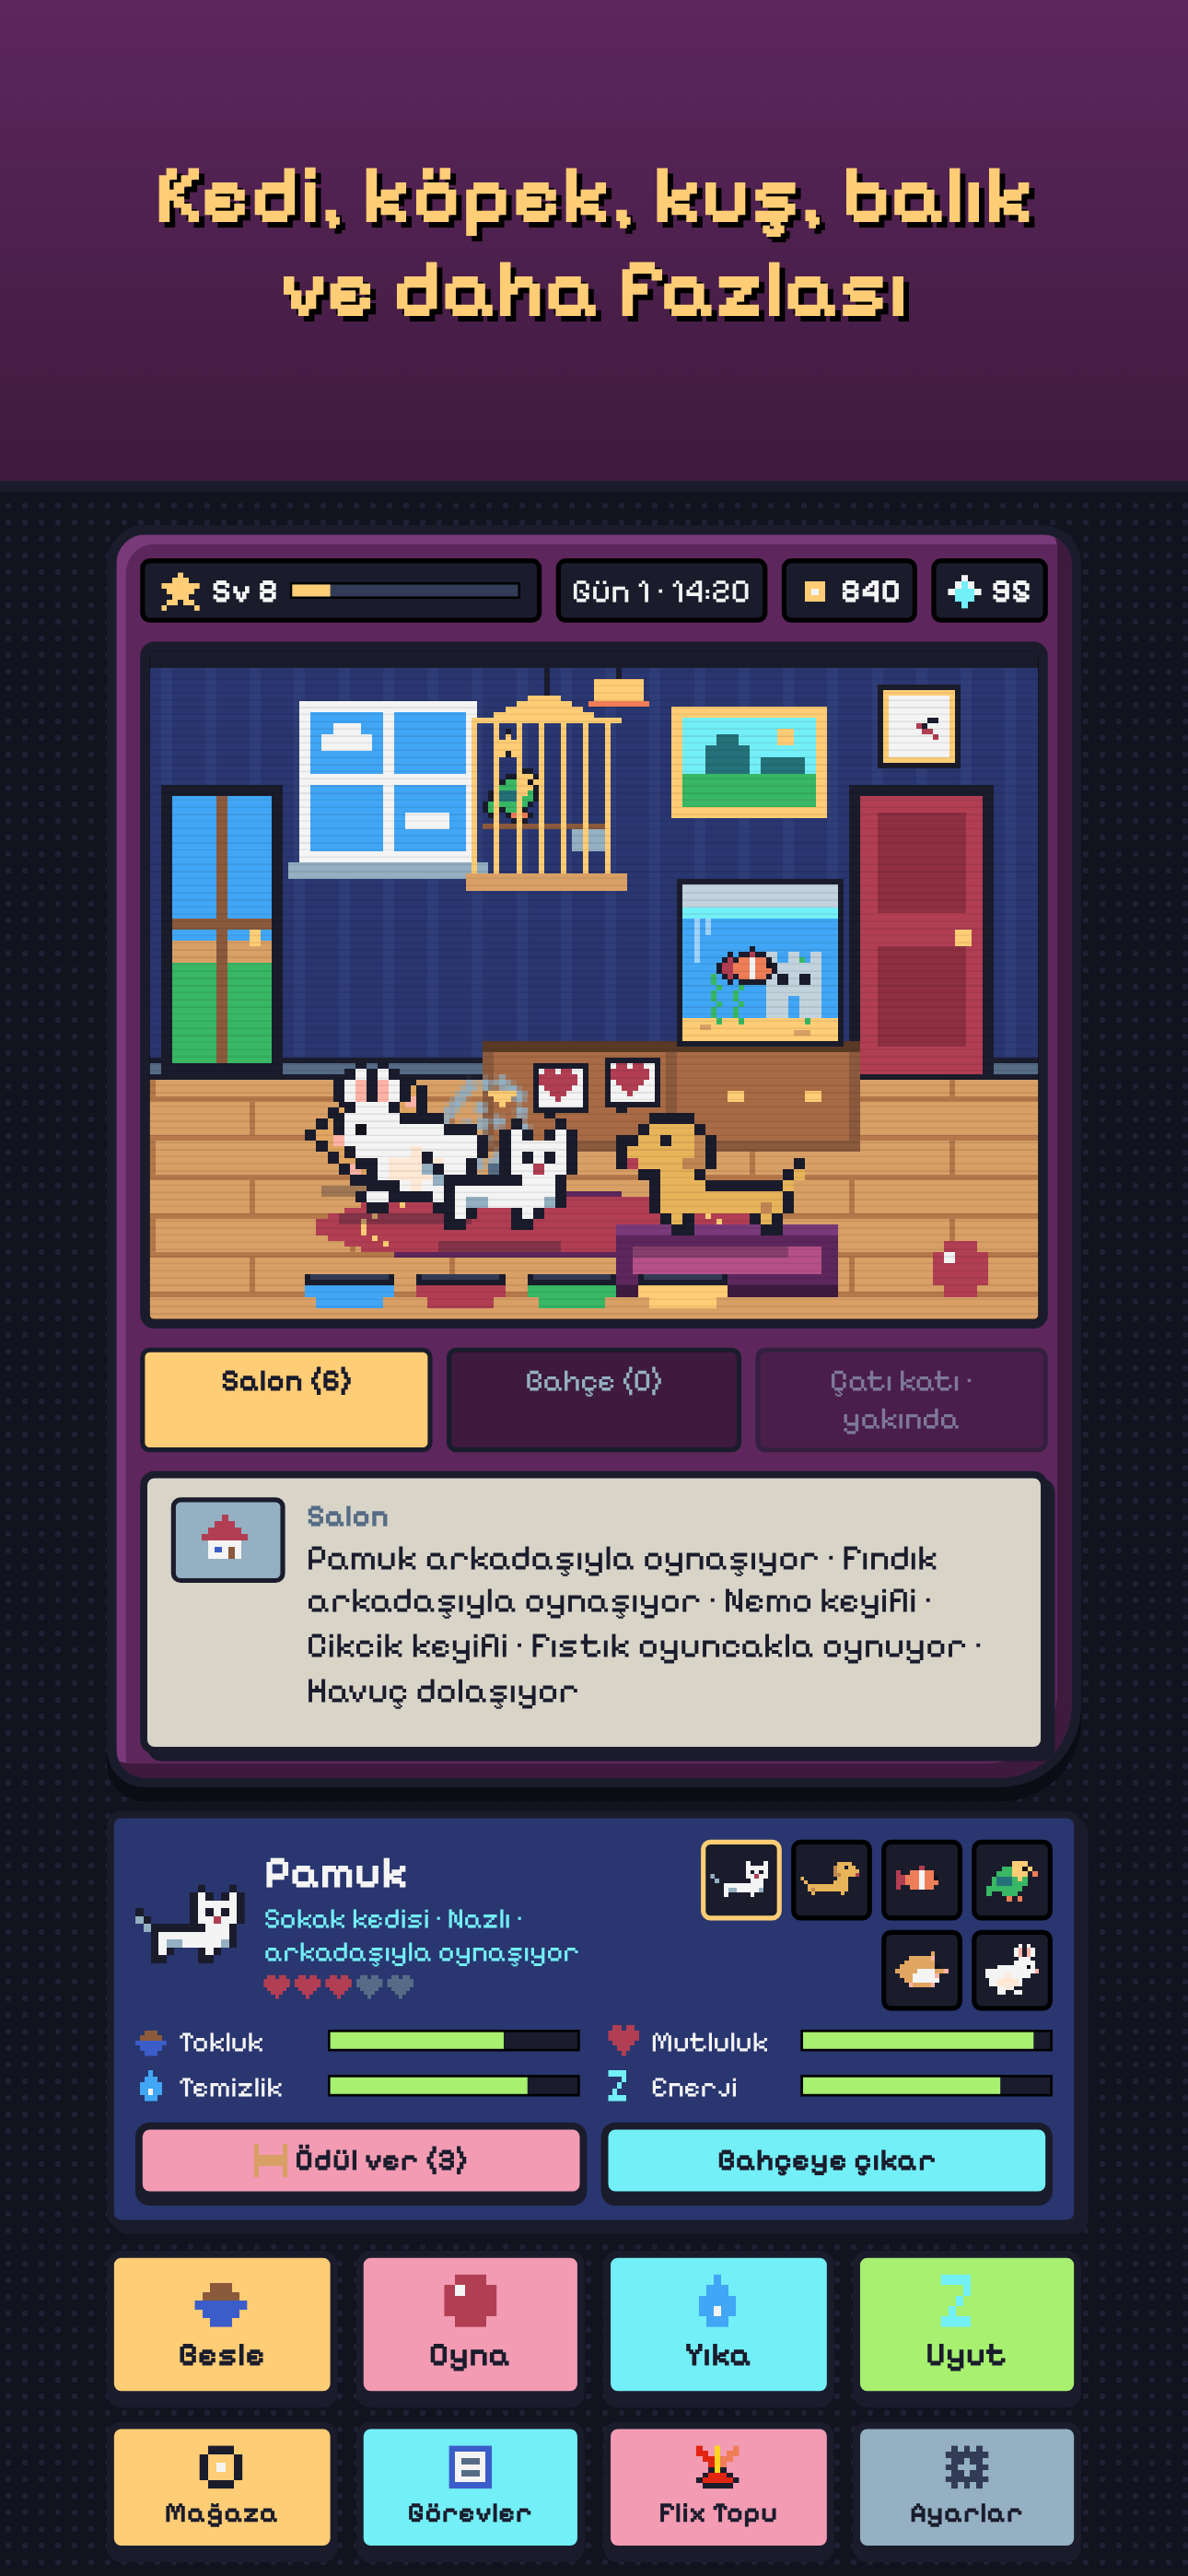 Kedi, köpek, kuş, balık
ve daha fazlası
Sv 8
Gün 1 · 14:20
840
98
Salon (6)
Bahçe (0)
Çatı katı ·
yakında
Salon
Pamuk arkadaşıyla oynaşıyor · Fındık
arkadaşıyla oynaşıyor · Nemo keyifli ·
Cikcik keyifli · Fıstık oyuncakla oynuyor ·
Havuç dolaşıyor
Pamuk
Sokak kedisi · Nazlı ·
arkadaşıyla oynaşıyor
Tokluk
Mutluluk
Temizlik
Enerji
Ödül ver (3)
Bahçeye çıkar
Besle
Oyna
Yıka
Uyut
Mağaza
Görevler
Flix Topu
Ayarlar